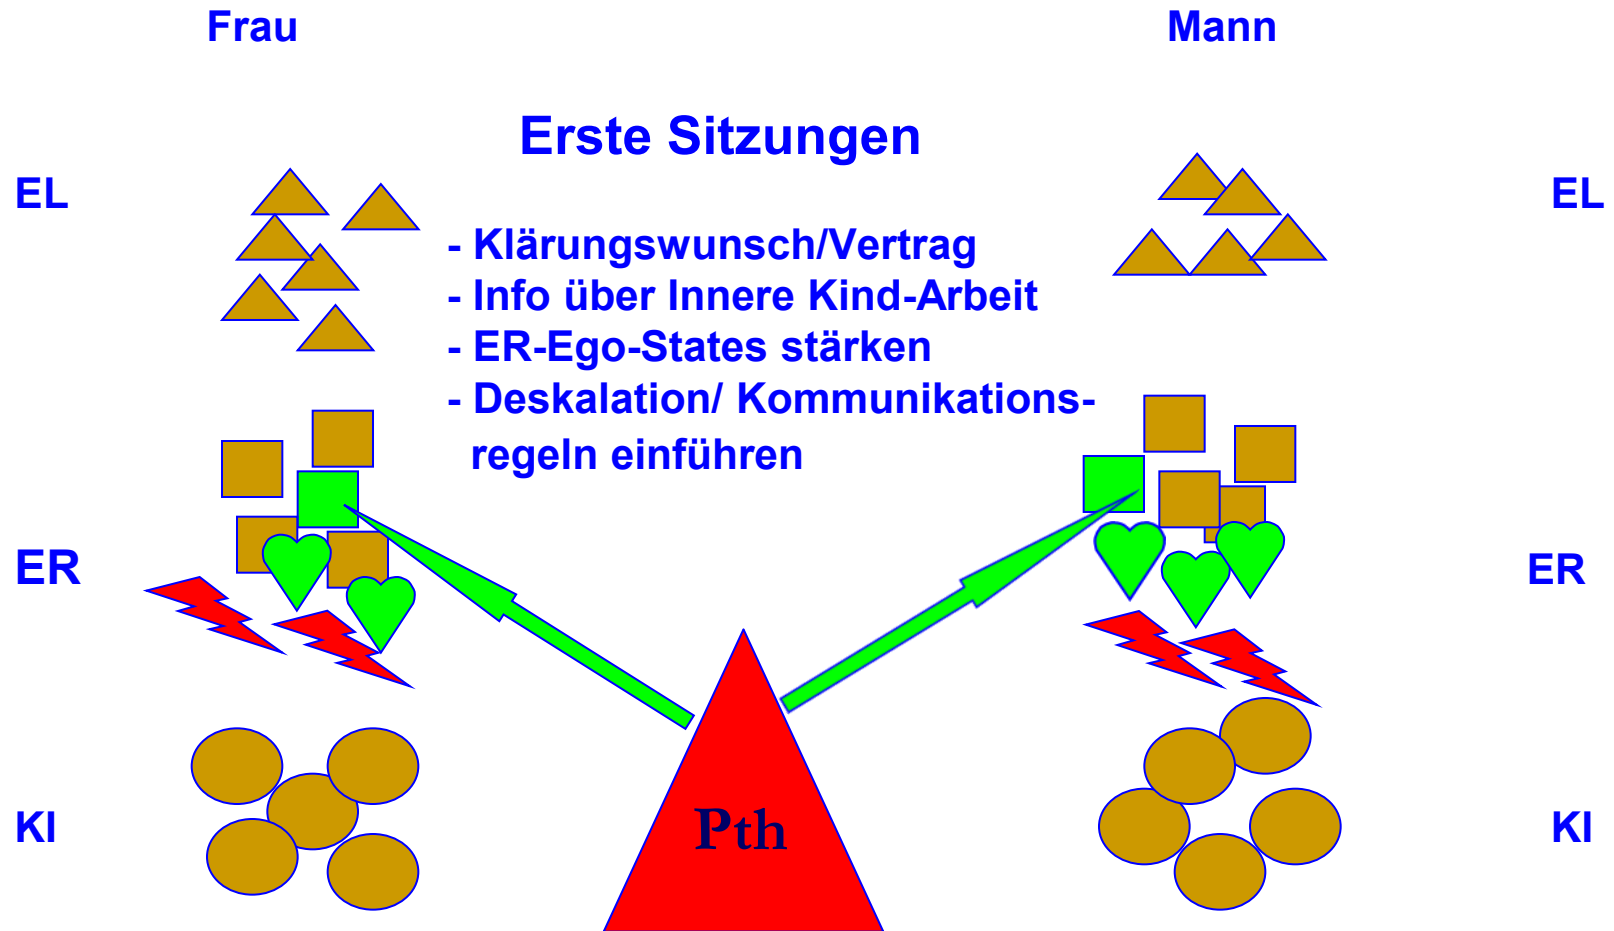 Frau
Mann
Erste Sitzungen
EL
EL
- Klärungswunsch/Vertrag
- Info über Innere Kind-Arbeit
- ER-Ego-States stärken
- Deskalation/ Kommunikations-
regeln einführen
ER
ER
Pth
KI
KI